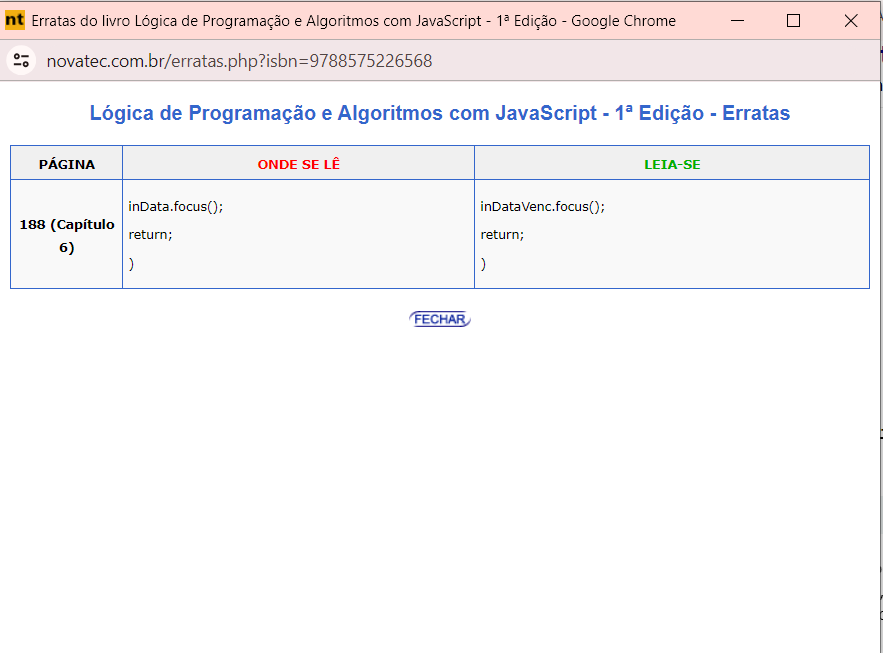 nt Erratas do livro Lógica de Programação e Algoritmos com JavaScript - 1ª Edição - Google Chrome
novatec.com.br/erratas.php?isbn=9788575226568
Lógica de Programação e Algoritmos com JavaScript - 1ª Edição - Erratas
PÁGINA ONDE SE LÊ LEIA-SE
188 (Capítulo 6)
inData.focus();
return;
)
inDataVenc.focus();
return;
)
FECHAR